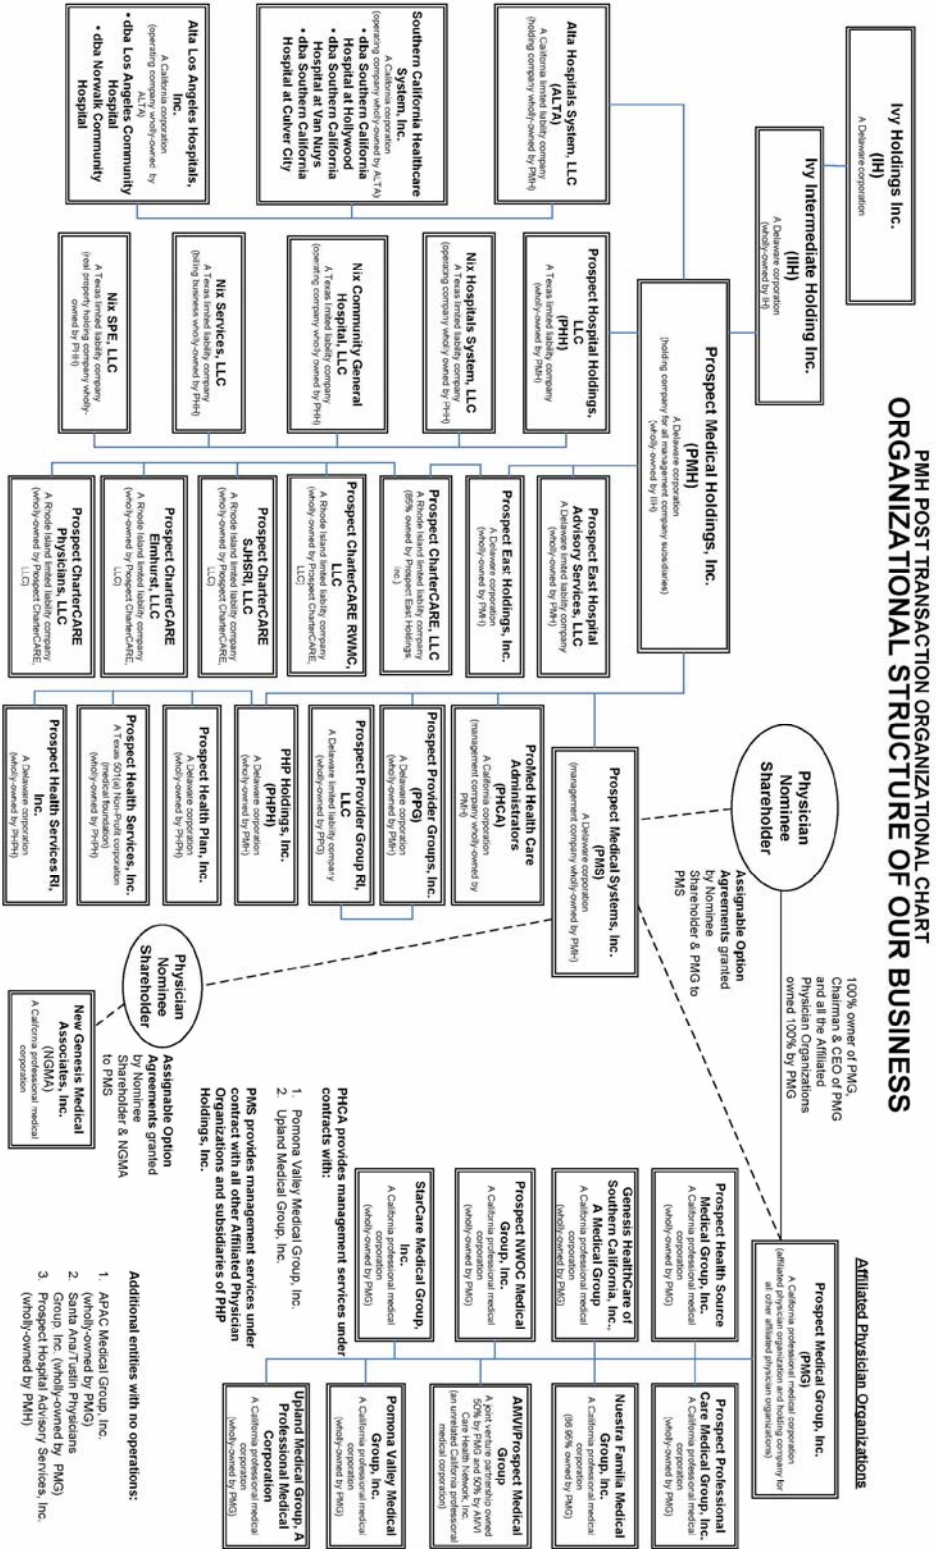 PMH POST TRANSACTION ORGANIZATIONAL CHART
ORGANIZATIONAL STRUCTURE OF OUR BUSINESS
Ivy Holdings Inc.
(IH)
A Delaware corporation
Ivy Intermediate Holding Inc.
(IIH)
A Delaware corporation
(wholly-owned by IH)
Prospect Medical Holdings, Inc.
(PMH)
A Delaware corporation
(holding company for all management company subsidiaries)
(wholly-owned by IIH)
Alta Hospitals System, LLC
(ALTA)
A California limited liability company
(holding company wholly-owned by PMH)
Southern California Healthcare
System, Inc.
A California corporation
(operating company wholly-owned by ALTA)
• dba Southern California
Hospital at Hollywood
• dba Southern California
Hospital at Van Nuys
• dba Southern California
Hospital at Culver City
Alta Los Angeles Hospitals,
Inc.
A California corporation
(operating company wholly-owned by
ALTA)
• dba Los Angeles Community
Hospital
• dba Norwalk Community
Hospital
Prospect Hospital Holdings,
LLC
(PHH)
A Texas limited liability company
(wholly-owned by PMH)
Nix Hospitals System, LLC
A Texas limited liability company
(operating company wholly owned by PHH)
Nix Community General
Hospital, LLC
A Texas limited liability company
(operating company wholly owned by PHH)
Nix Services, LLC
A Texas limited liability company
(billing business wholly-owned by PHH)
Nix SPE, LLC
A Texas limited liability company
(real property holding company wholly-
owned by PHH)
Prospect East Hospital
Advisory Services, LLC
A Delaware limited liability company
(wholly-owned by PMH)
Prospect East Holdings, Inc.
A Delaware corporation
(wholly-owned by PMH)
Prospect CharterCARE, LLC
A Rhode Island limited liability company
(85% owned by Prospect East Holdings
Inc.)
Prospect CharterCARE RWMC,
LLC
A Rhode Island limited liability company
(wholly-owned by Prospect CharterCARE,
LLC)
Prospect CharterCARE
SJHSRI, LLC
A Rhode Island limited liability company
(wholly-owned by Prospect CharterCARE,
LLC)
Prospect CharterCARE
Elmhurst, LLC
A Rhode Island limited liability company
(wholly-owned by Prospect CharterCARE,
LLC)
Prospect CharterCARE
Physicians, LLC
A Rhode Island limited liability company
(wholly-owned by Prospect CharterCARE,
LLC)
Physician
Nominee
Shareholder
Assignable Option
Agreements granted
by Nominee
Shareholder & PMG to
PMS
100% owner of PMG,
Chairman & CEO of PMG
and all the Affiliated
Physician Organizations
owned 100% by PMG
Prospect Medical Systems, Inc.
(PMS)
A Delaware corporation
(management company wholly-owned by PMH)
ProMed Health Care
Administrators
(PHCA)
A California corporation
(management company wholly-owned by
PMH)
Prospect Provider Groups, Inc.
(PPG)
A Delaware corporation
(wholly-owned by PMH)
Prospect Provider Group RI,
LLC
A Delaware limited liability company
(wholly-owned by PPG)
PHP Holdings, Inc.
(PHPH)
A Delaware corporation
(wholly-owned by PMH)
Prospect Health Plan, Inc.
A Delaware corporation
(wholly-owned by PHPH)
Prospect Health Services, Inc.
A Texas 501(a) Non-Profit corporation
(medical foundation)
(wholly-owned by PHPH)
Prospect Health Services RI,
Inc.
A Delaware corporation
(wholly-owned by PHPH)
Physician
Nominee
Shareholder
Assignable Option
Agreements granted
by Nominee
Shareholder & NGMA
to PMS
New Genesis Medical
Associates, Inc.
(NGMA)
A California professional medical
corporation
Affiliated Physician Organizations
Prospect Medical Group, Inc.
(PMG)
A California professional medical corporation
(affiliated physician organization and holding company for
all other affiliated physician organizations)
Prospect Health Source
Medical Group, Inc.
A California professional medical
corporation
(wholly-owned by PMG)
Genesis HealthCare of
Southern California, Inc.,
A Medical Group
A California professional medical
corporation
(wholly-owned by PMG)
Prospect NWOC Medical
Group, Inc.
A California professional medical
corporation
(wholly-owned by PMG)
StarCare Medical Group,
Inc.
A California professional medical
corporation
(wholly-owned by PMG)
Prospect Professional
Care Medical Group, Inc.
A California professional medical
corporation
(wholly-owned by PMG)
Nuestra Familia Medical
Group, Inc.
A California professional medical
corporation
(owned by PMG)
AMVI/Prospect Medical
Group
A joint venture partnership owned
50% by PMG and 50% by AMVI
Care Health Network, Inc.
(an unrelated California professional
medical corporation)
Pomona Valley Medical
Group, Inc.
A California professional medical
corporation
(wholly-owned by PMG)
Upland Medical Group, A
Professional Medical
Corporation
A California professional medical
corporation
(wholly-owned by PMG)
PHCA provides management services under
contracts with:
1. Pomona Valley Medical Group, Inc.
2. Upland Medical Group, Inc.
PMS provides management services under
contract with all other Affiliated Physician
Organizations and subsidiaries of PHP
Holdings, Inc.
Additional entities with no operations:
1. APAC Medical Group, Inc.
(wholly-owned by PMG)
2. Santa Ana/Tustin Physicians
Group, Inc. (wholly-owned by PMG)
3. Prospect Hospital Advisory Services, Inc.
(wholly-owned by PMH)